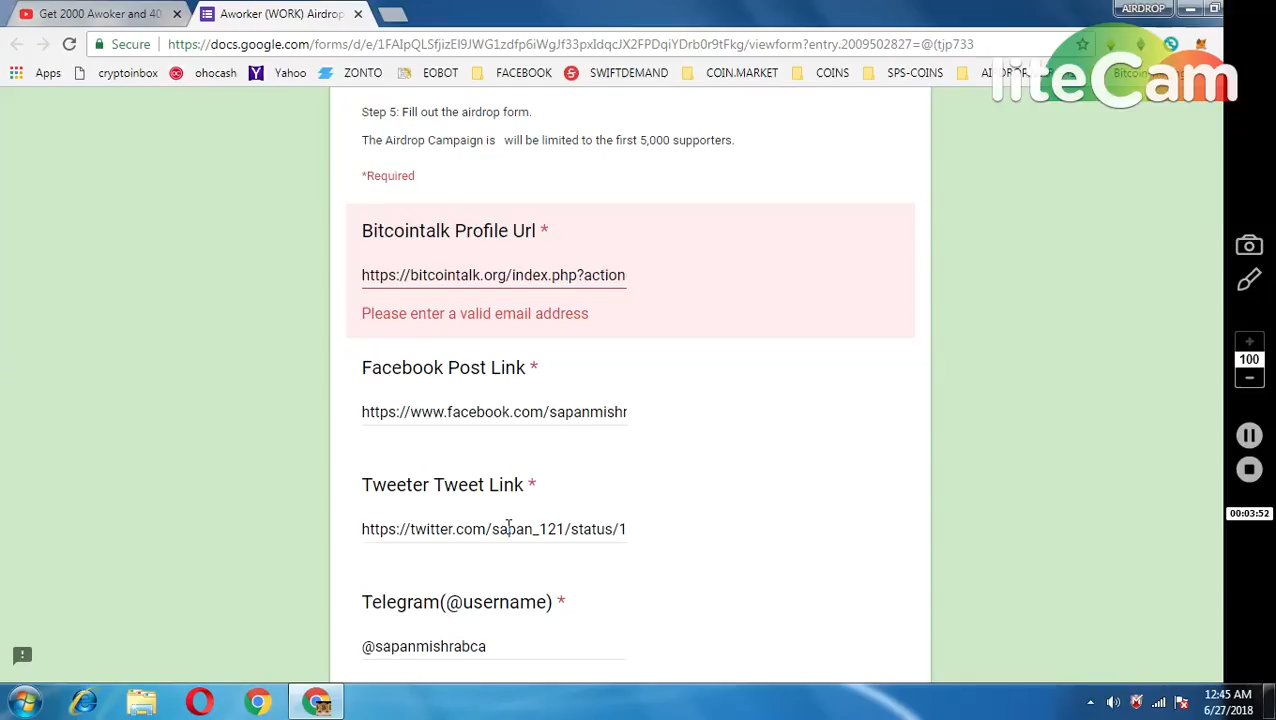 Get 2000 Awoker and 40
Aworker (WORK) Airdrop
AIRDROP
Secure
https://docs.google.com/forms/d/e/1FAIpQLSfjizEl9JWG1zdfp6iWgJf33pxIdqcJX2FPDqiYDrb0r9tFkg/viewform?entry.2009502827=@(tjp733
Apps
cryptoinbox
ohocash
Yahoo
ZONTO
EOBOT
FACEBOOK
SWIFTDEMAND
COIN.MARKET
COINS
SPS-COINS
liteCam
Step 5: Fill out the airdrop form.
The Airdrop Campaign is will be limited to the first 5,000 supporters.
*Required
Bitcointalk Profile Url *
https://bitcointalk.org/index.php?action
Please enter a valid email address
Facebook Post Link *
https://www.facebook.com/sapanmishr
Tweeter Tweet Link *
https://twitter.com/sapan_121/status/1
Telegram(@username) *
@sapanmishrabca
100
00:03:52
12:45 AM
6/27/2018